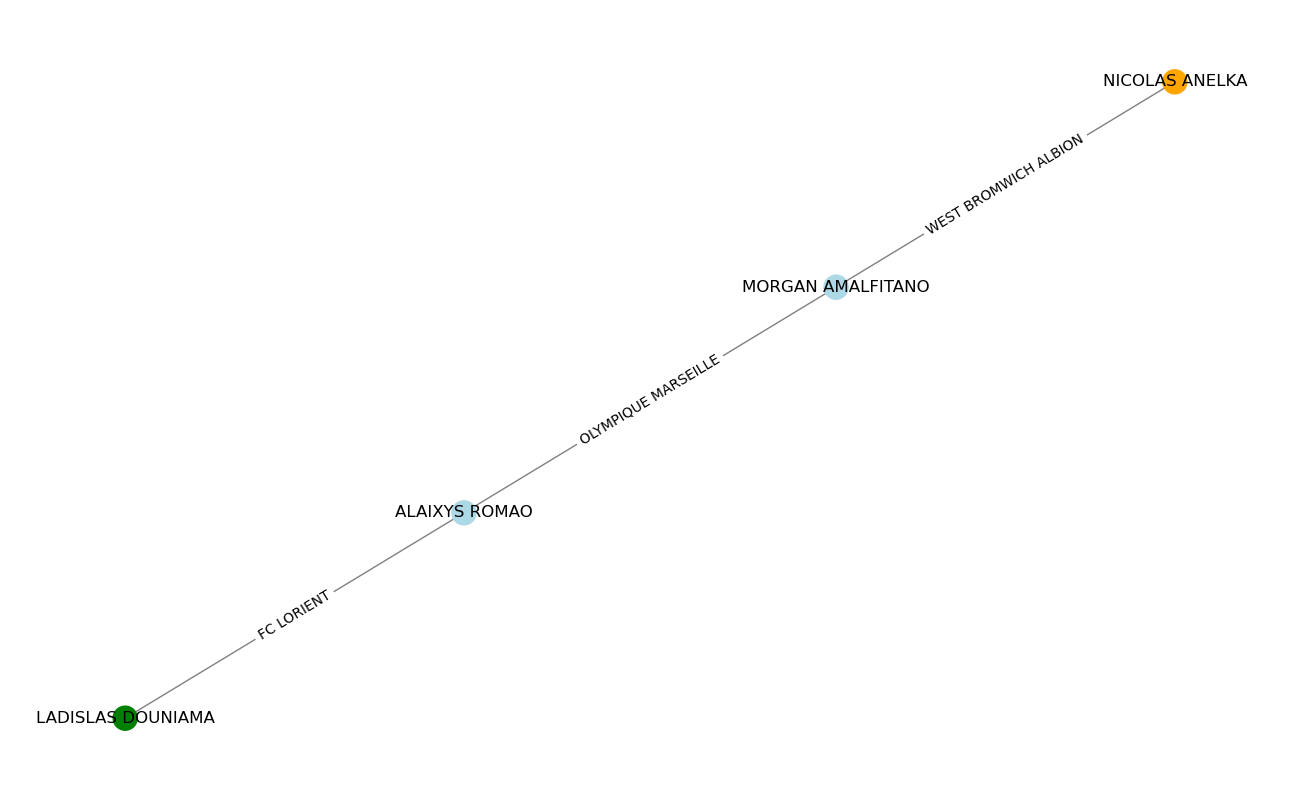 NICOLAS ANELKA
WEST BROMWICH ALBION
MORGAN AMALFITANO
OLYMPIQUE MARSEILLE
ALAIXYS ROMAO
FC LORIENT
LADISLAS DOUNIAMA